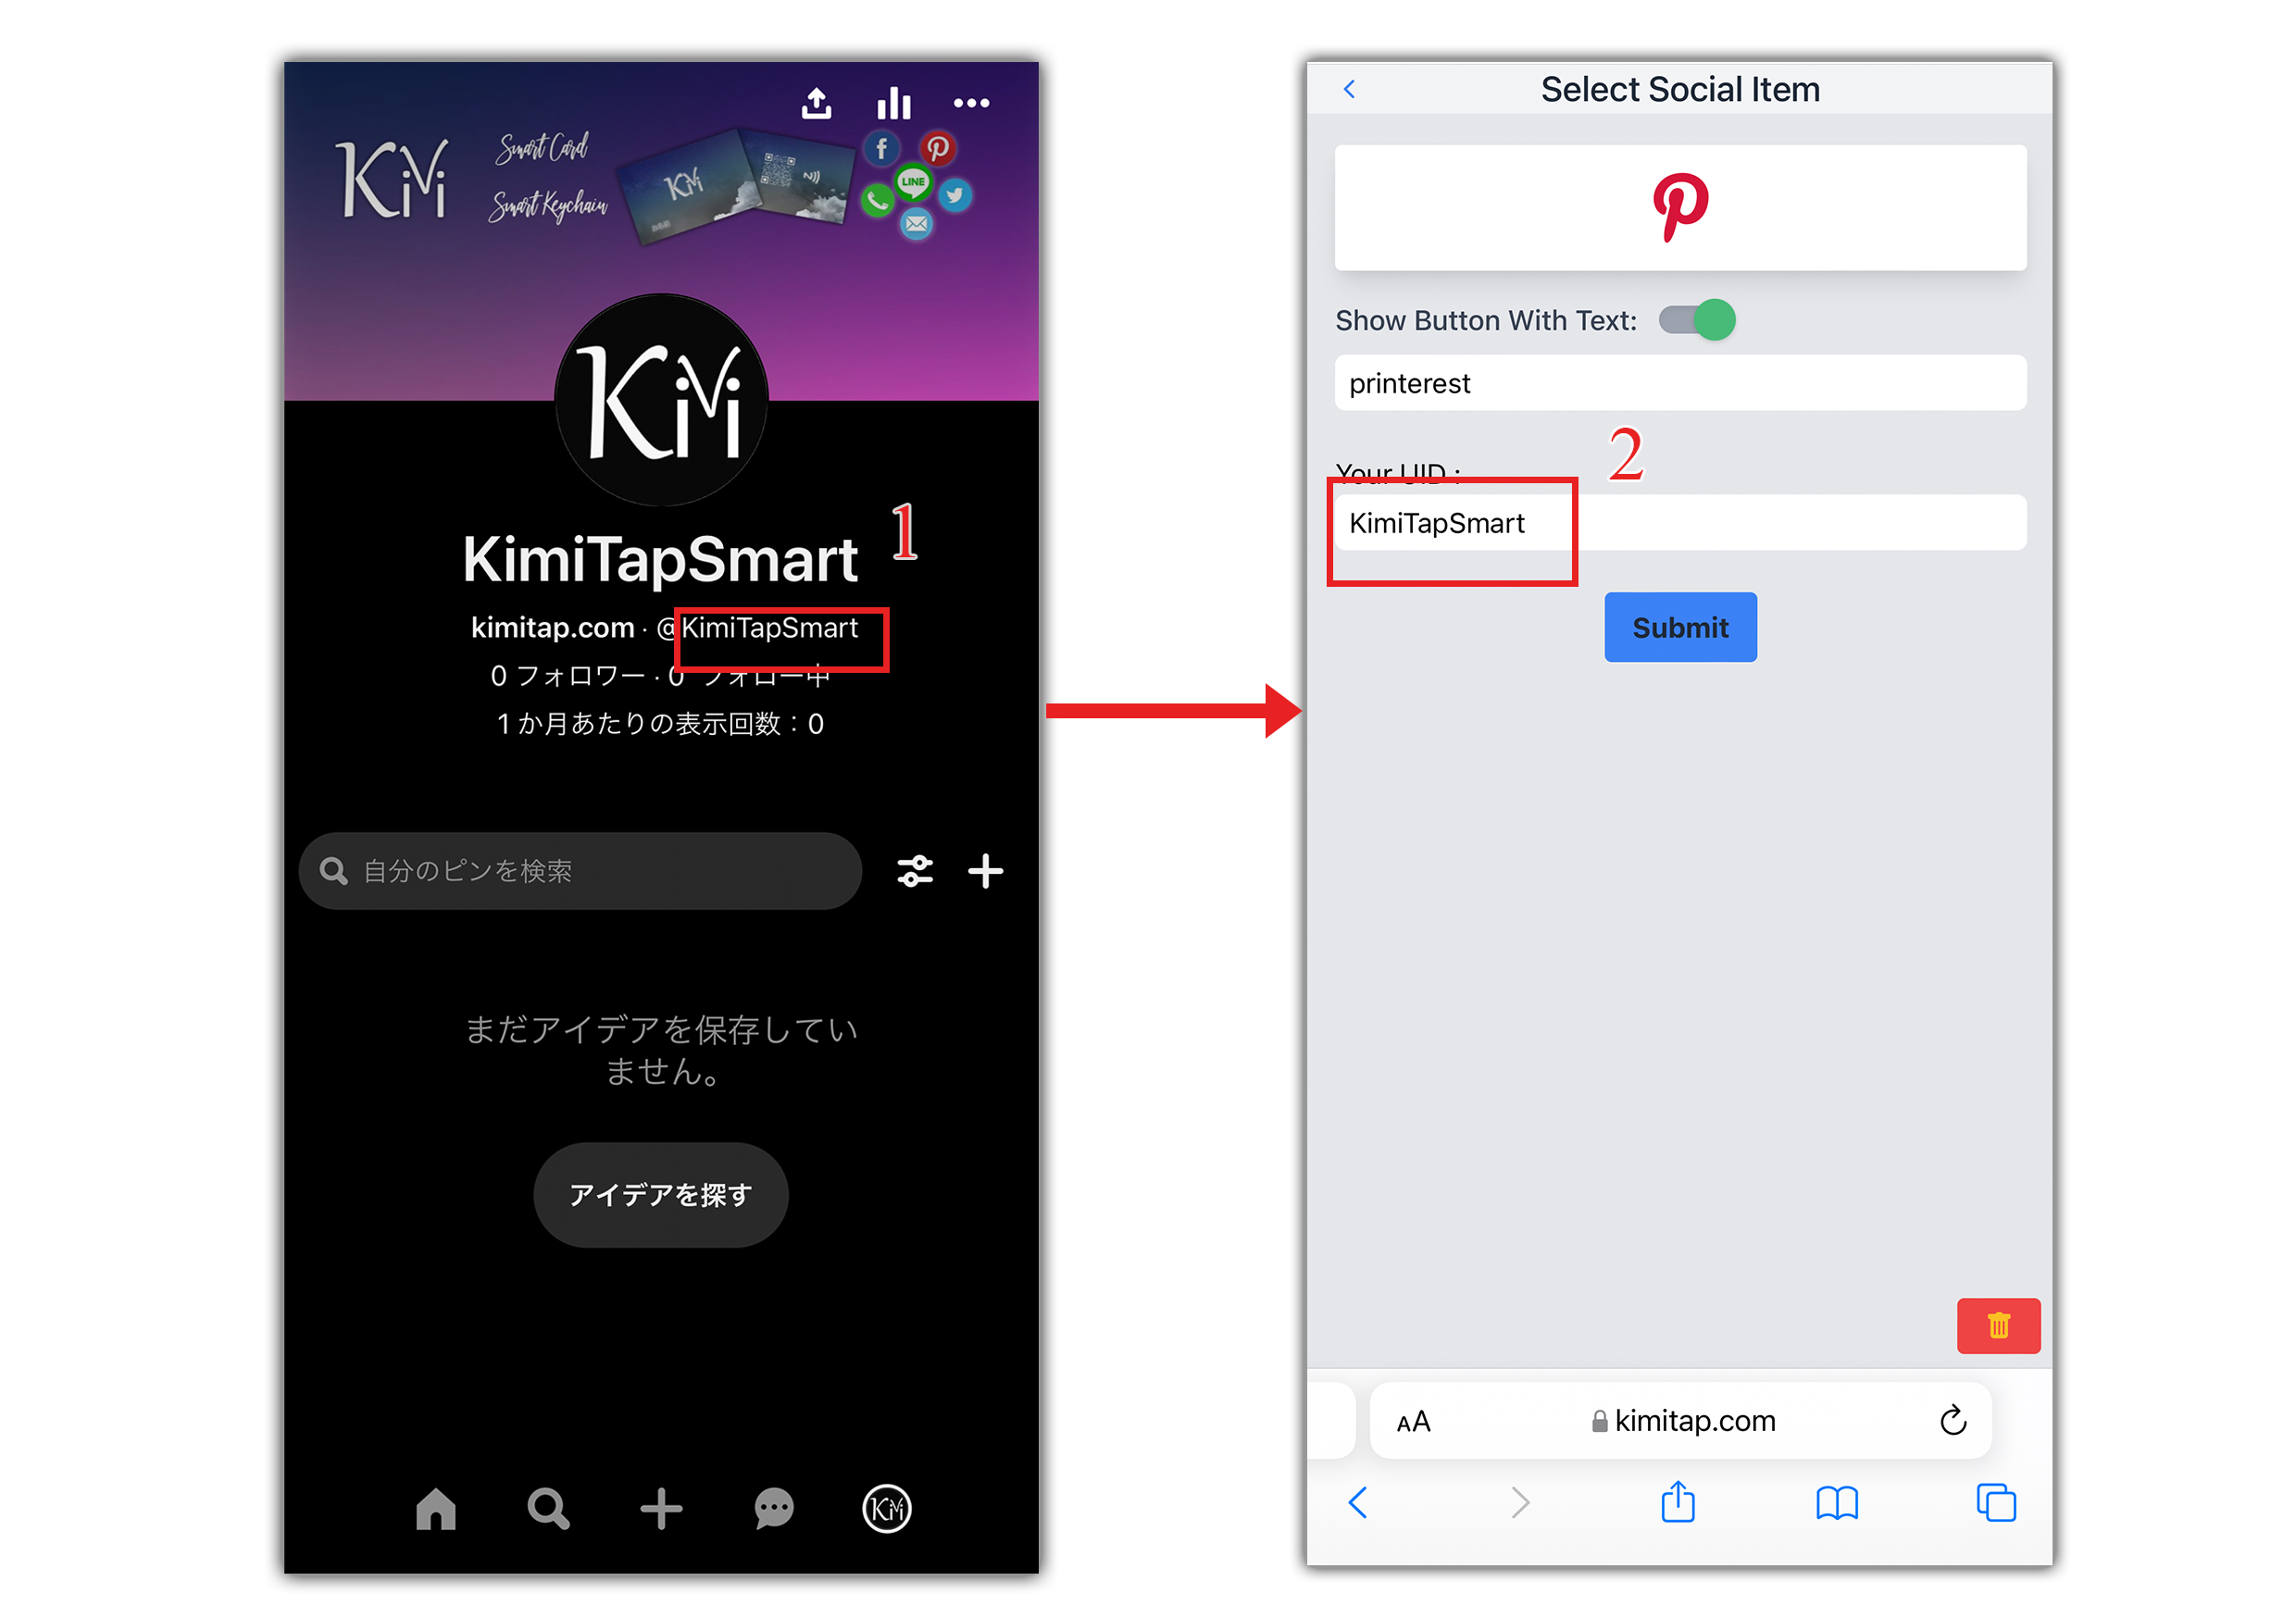 KiMi
Smart Card
Smart Keychain
KiMi
LINE
KiMi
KimiTapSmart
1
kimitap.com · @KimiTapSmart
0 フォロワー · 0 フォロー中
1 か月あたりの表示回数：0
自分のピンを検索
まだアイデアを保存してい
ません。
アイデアを探す
KiMi
Select Social Item
Show Button With Text:
printerest
2
Your UID :
KimiTapSmart
Submit
AA
kimitap.com